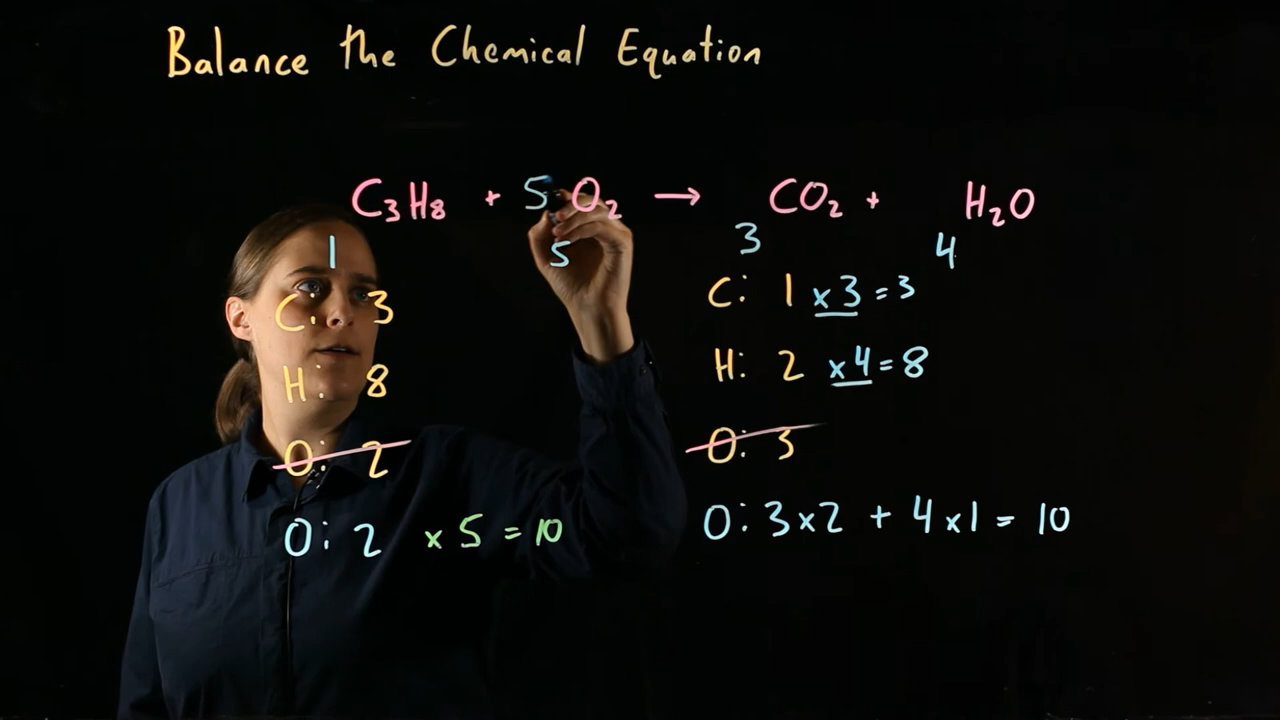 Balance the Chemical Equation
C₃H₈ + 5 O₂ → CO₂ + H₂O
1 5 3 4
C: 3 C: 1 x3 = 3
H: 8 H: 2 x4 = 8
O: 2 O: 3
O: 2 x 5 = 10 O: 3x2 + 4x1 = 10